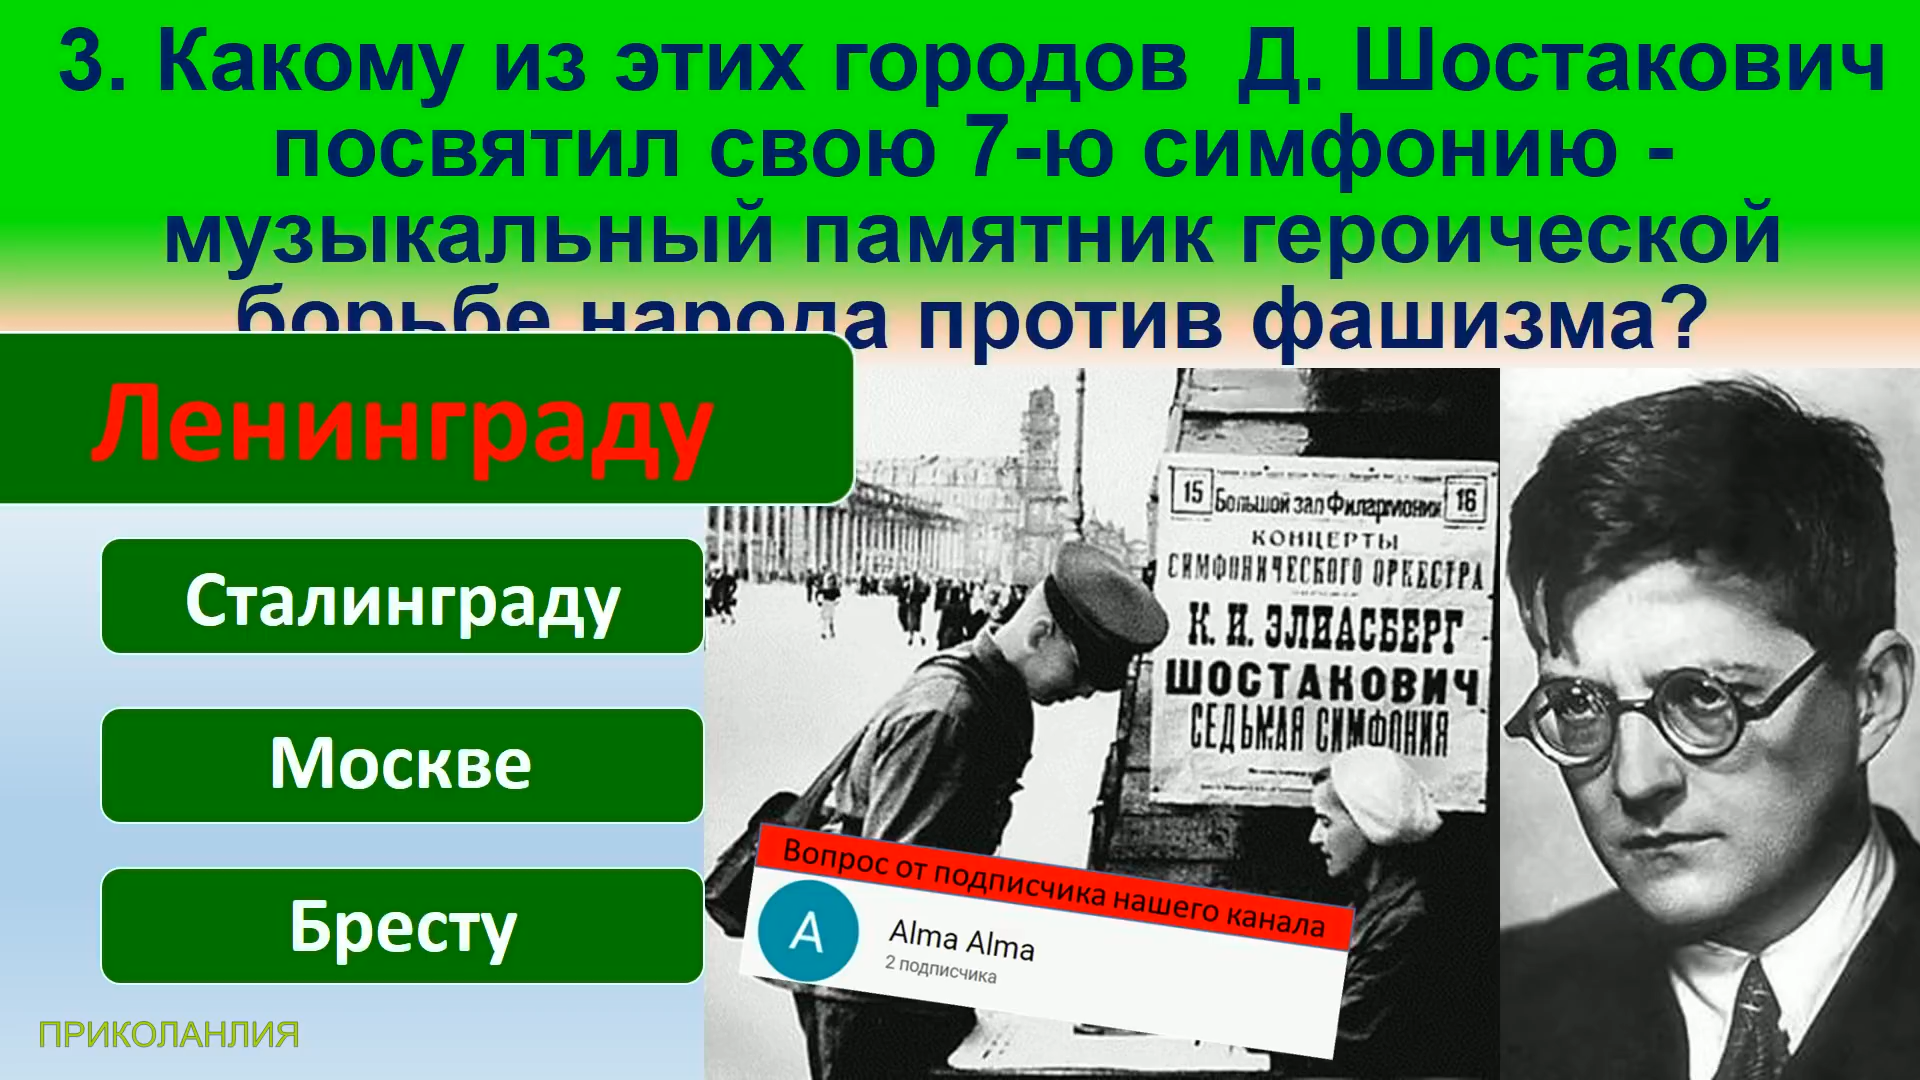 3. Какому из этих городов Д. Шостакович
посвятил свою 7-ю симфонию -
музыкальный памятник героической
борьбе народа против фашизма?
Ленинграду
Сталинграду
Москве
Бресту
ПРИКОЛАНЛИЯ
15 Большой зал Филармонии 16
КОНЦЕРТЫ
СИМФОНИЧЕСКОГО ОРКЕСТРА
К. И. ЭЛИАСБЕРГ
ШОСТАКОВИЧ
СЕДЬМАЯ СИМФОНИЯ
Вопрос от подписчика нашего канала
A
Alma Alma
2 подписчика